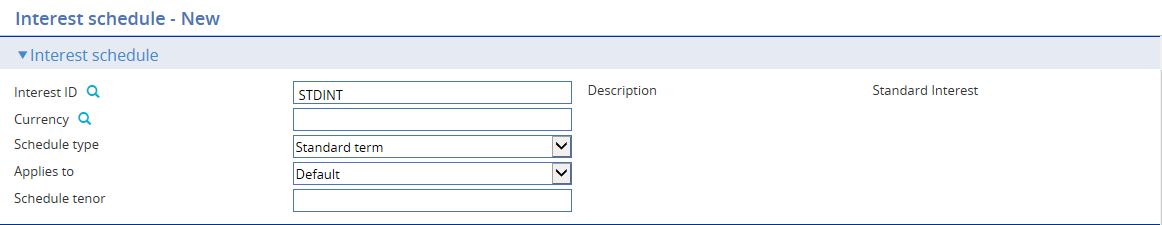 Interest schedule - New
Interest schedule
Interest ID STDINT Description Standard Interest
Currency
Schedule type Standard term
Applies to Default
Schedule tenor